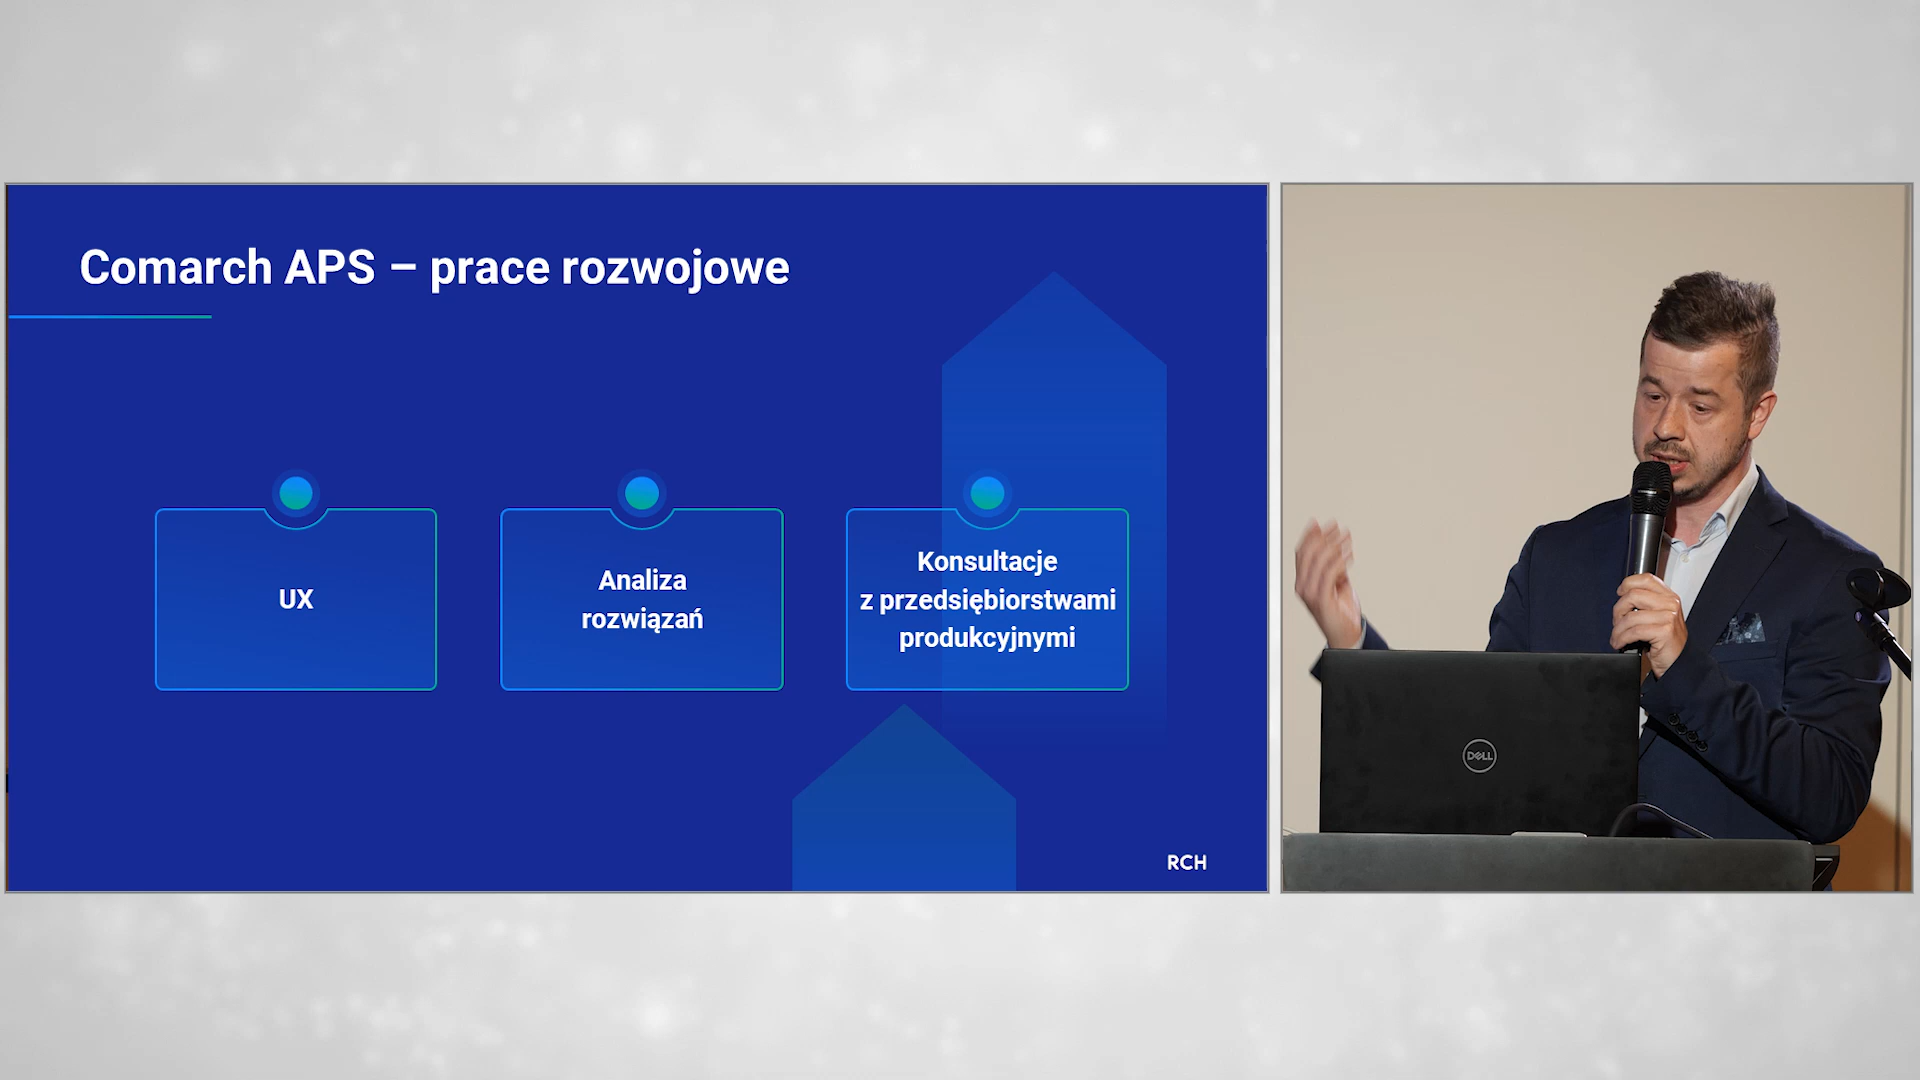 Comarch APS – prace rozwojowe
UX
Analiza
rozwiązań
Konsultacje
z przedsiębiorstwami
produkcyjnymi
RCH
DELL